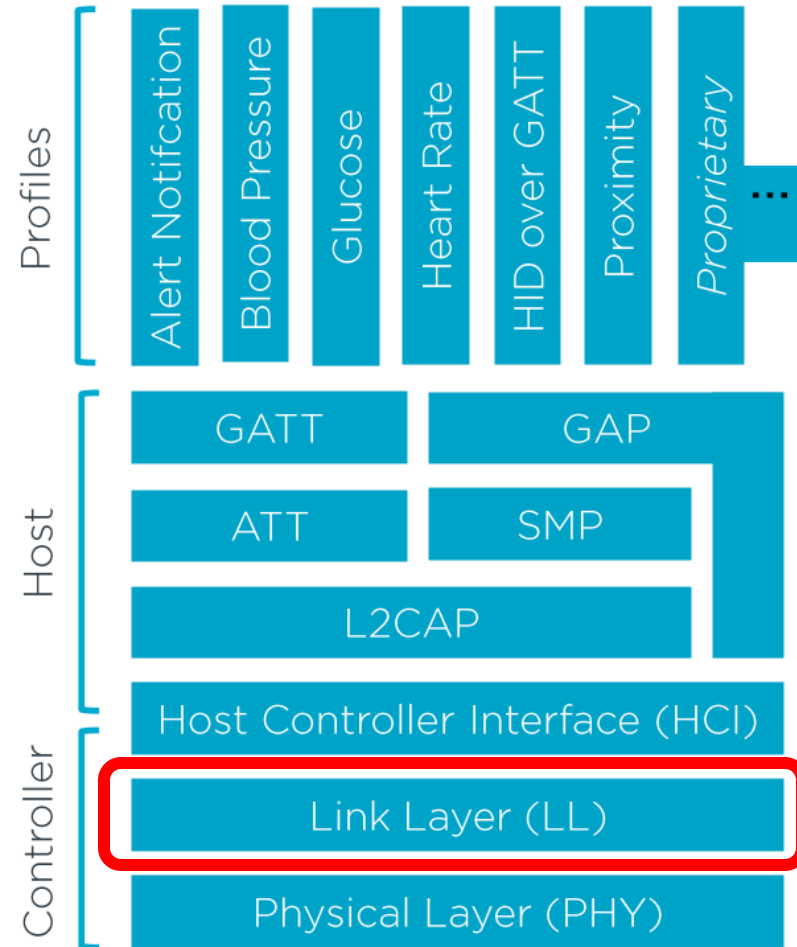 Profiles
Alert Notifcation
Blood Pressure
Glucose
Heart Rate
HID over GATT
Proximity
Proprietary
...
Host
GATT
GAP
ATT
SMP
L2CAP
Host Controller Interface (HCI)
Controller
Link Layer (LL)
Physical Layer (PHY)